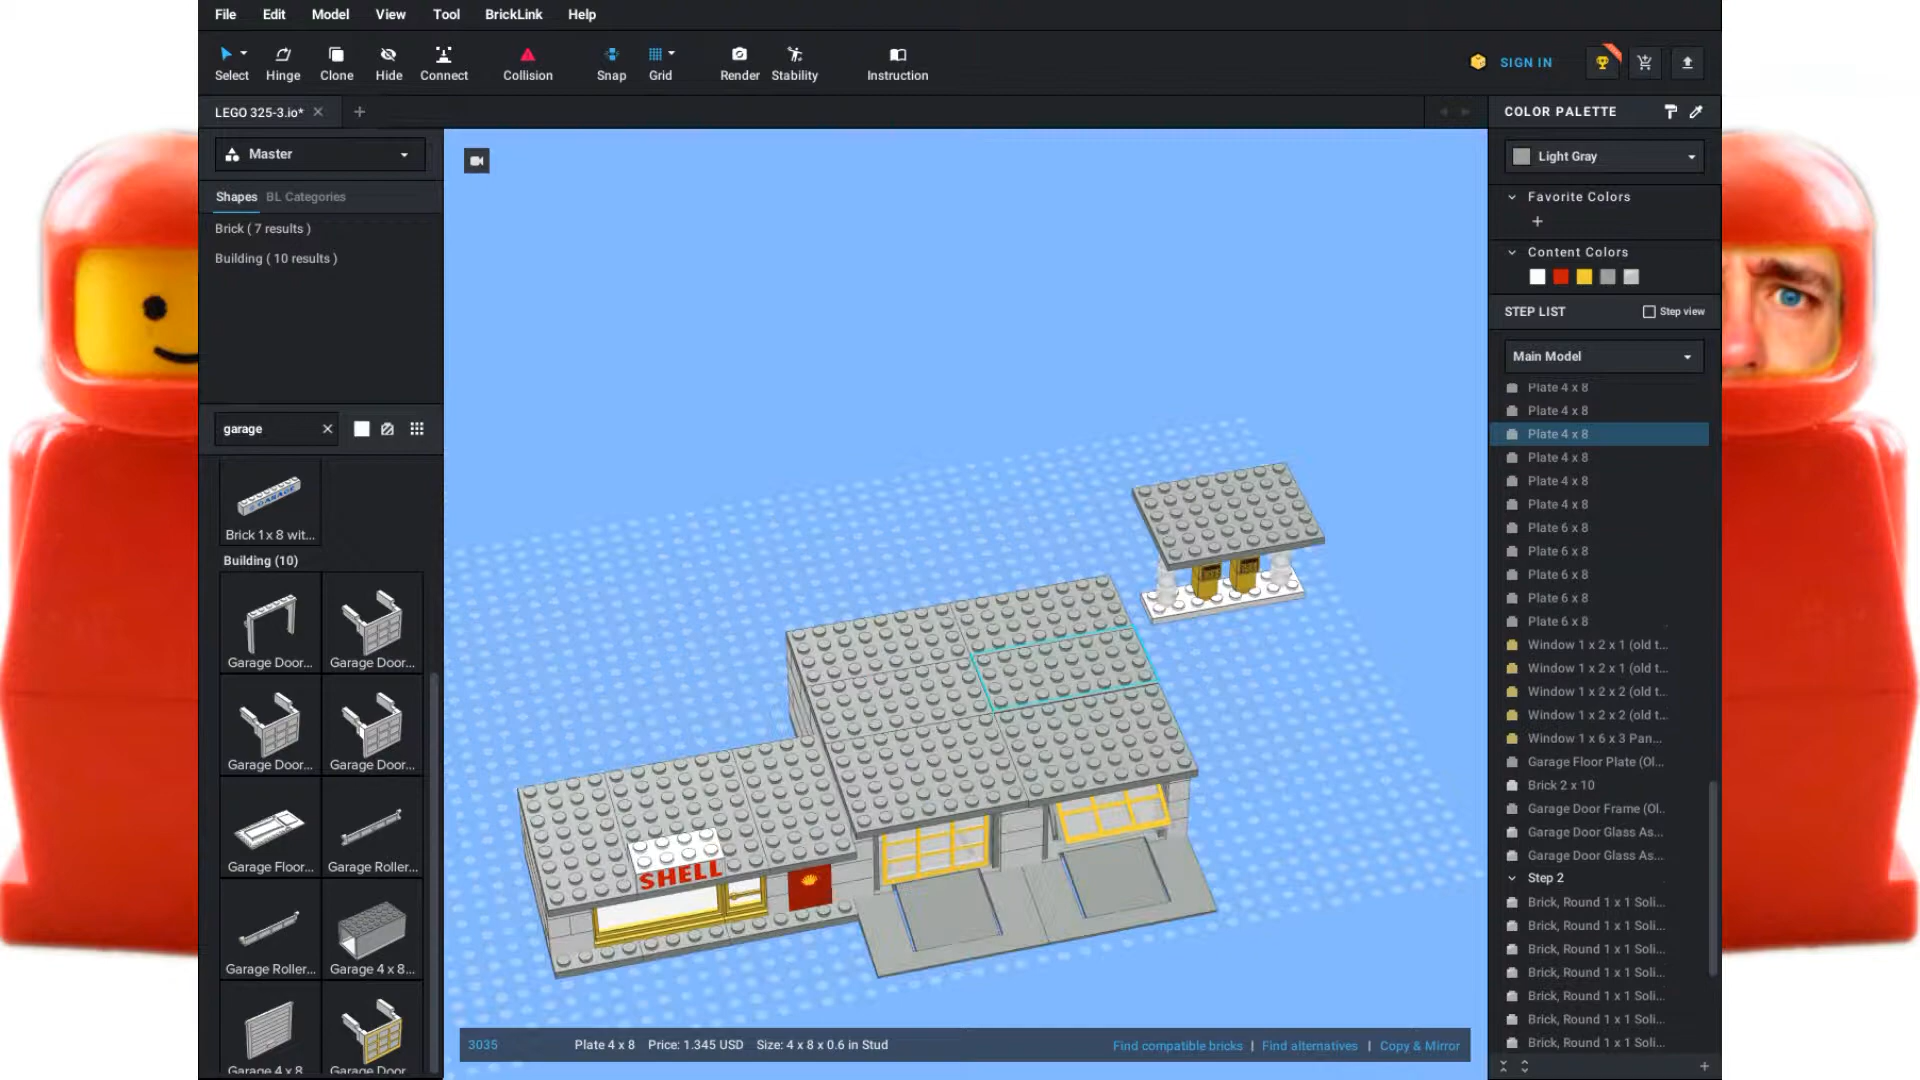 File Edit Model View Tool BrickLink Help
Select Hinge Clone Hide Connect Collision Snap Grid Render Stability Instruction
SIGN IN
LEGO 325-3.io*
COLOR PALETTE
Master
Light Gray
Shapes BL Categories
Favorite Colors
Brick ( 7 results )
Building ( 10 results )
Content Colors
STEP LIST Step view
Main Model
Plate 4 x 8
Plate 4 x 8
Plate 4 x 8
Plate 4 x 8
Plate 4 x 8
Plate 4 x 8
Plate 6 x 8
Plate 6 x 8
Plate 6 x 8
Plate 6 x 8
Plate 6 x 8
Window 1 x 2 x 1 (old t...
Window 1 x 2 x 1 (old t...
Window 1 x 2 x 2 (old t...
Window 1 x 2 x 2 (old t...
Window 1 x 6 x 3 Pan...
Garage Floor Plate (Ol...
Brick 2 x 10
Garage Door Frame (Ol...
Garage Door Glass As...
Garage Door Glass As...
Step 2
Brick, Round 1 x 1 Soli...
Brick, Round 1 x 1 Soli...
Brick, Round 1 x 1 Soli...
Brick, Round 1 x 1 Soli...
Brick, Round 1 x 1 Soli...
Brick, Round 1 x 1 Soli...
Brick, Round 1 x 1 Soli...
garage
GARAGE
Brick 1 x 8 wit...
Building (10)
Garage Door... Garage Door...
Garage Door... Garage Door...
Garage Floor... Garage Roller...
Garage Roller... Garage 4 x 8...
Garage 4 x 8 Garage Door
SHELL
3035 Plate 4 x 8 Price: 1.345 USD Size: 4 x 8 x 0.6 in Stud
Find compatible bricks | Find alternatives | Copy & Mirror